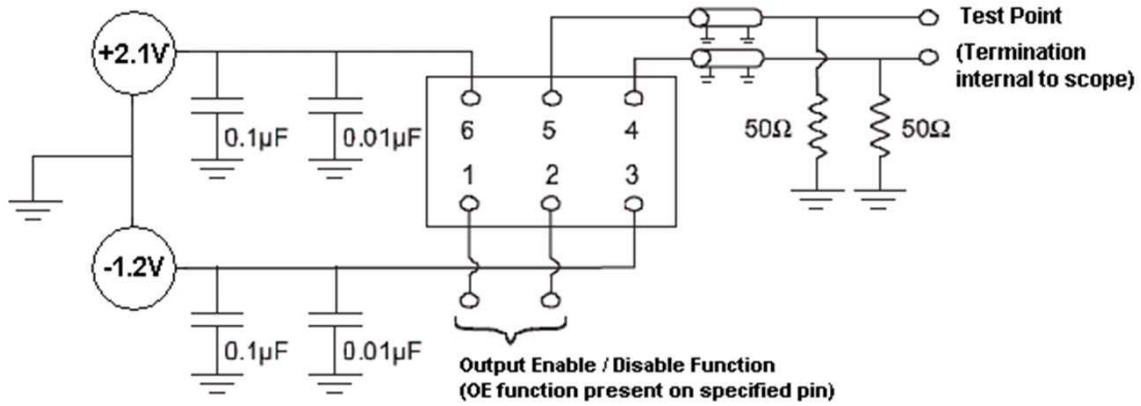 Test Point
(Termination
internal to scope)
+2.1V
0.1µF
0.01µF
6 5 4
1 2 3
50Ω
50Ω
-1.2V
0.1µF
0.01µF
Output Enable / Disable Function
(OE function present on specified pin)